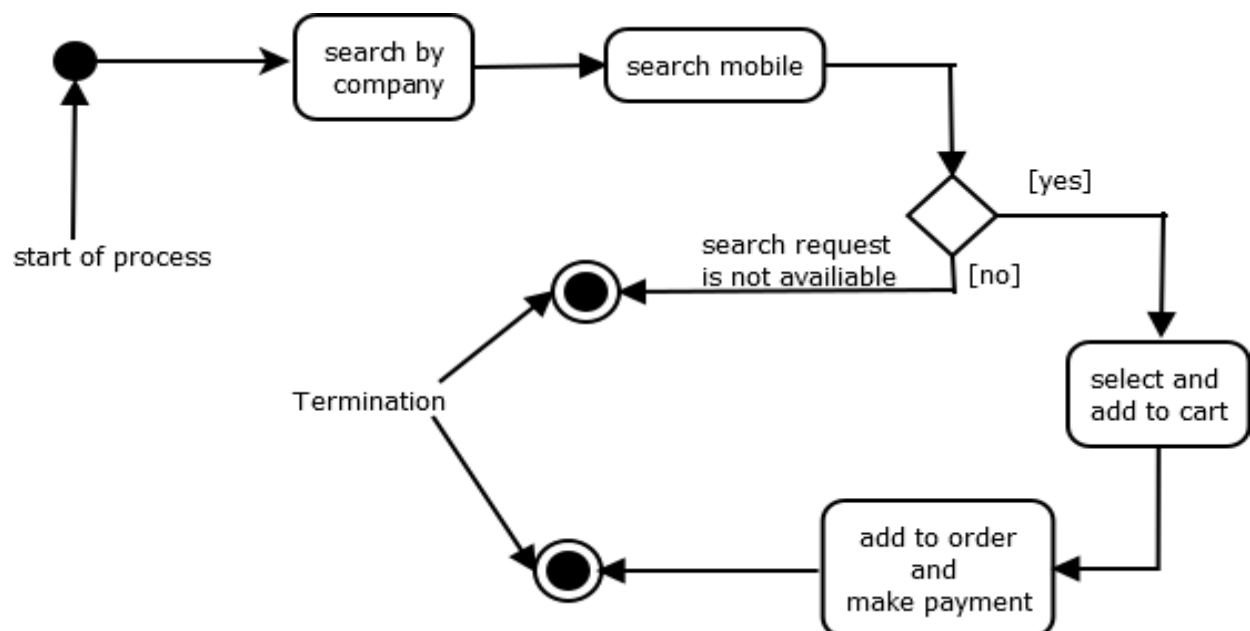 search by
company
search mobile
[yes]
start of process
search request
is not availiable
[no]
Termination
select and
add to cart
add to order
and
make payment